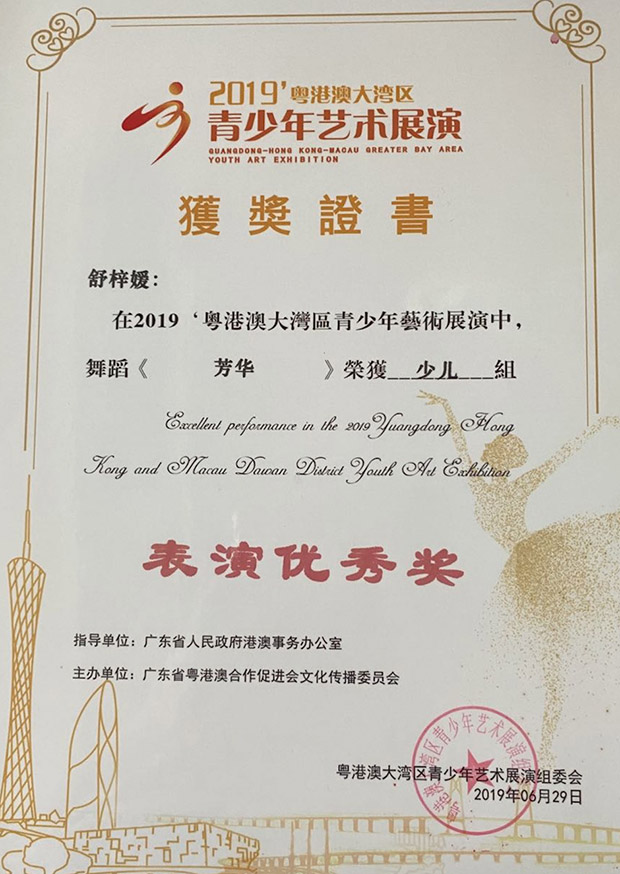 2019'粤港澳大湾区
青少年艺术展演
GUANGDONG-HONG KONG-MACAU GREATER BAY AREA
YOUTH ART EXHIBITION
獲獎證書
舒梓媛：
在2019‘粵港澳大灣區青少年藝術展演中，
舞蹈《 芳华 》榮獲__少儿___組
Excellent performance in the 2019 Yuangdong Hong
Kong and Macau Dawan District Youth Art Exhibition
表演优秀奖
指导单位：广东省人民政府港澳事务办公室
主办单位：广东省粤港澳合作促进会文化传播委员会
粤港澳大湾区青少年艺术展演组委会
2019年06月29日